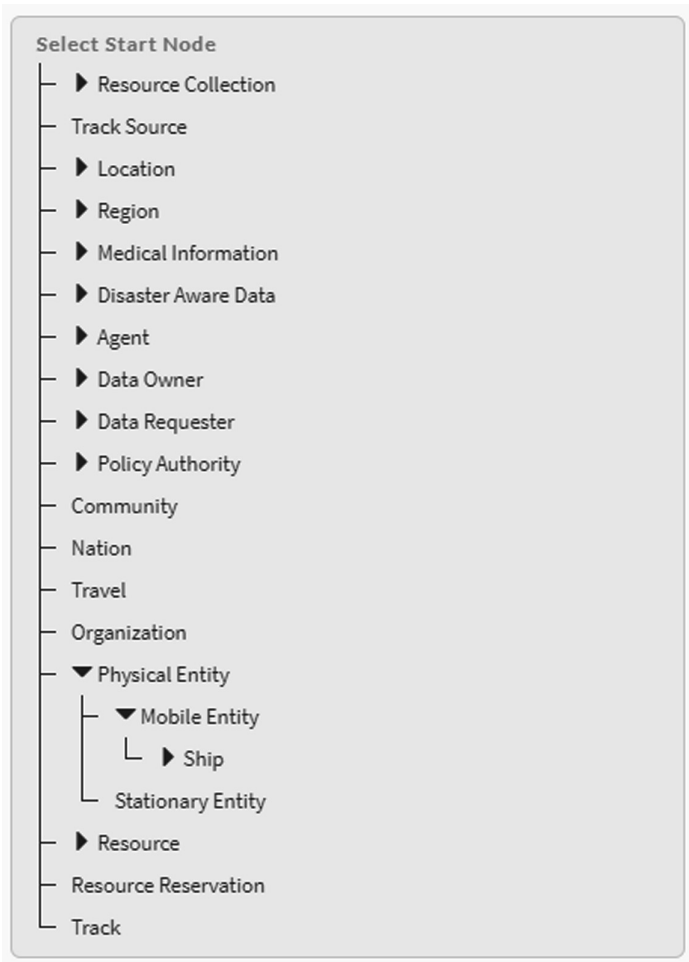 Select Start Node
Resource Collection
Track Source
Location
Region
Medical Information
Disaster Aware Data
Agent
Data Owner
Data Requester
Policy Authority
Community
Nation
Travel
Organization
Physical Entity
Mobile Entity
Ship
Stationary Entity
Resource
Resource Reservation
Track